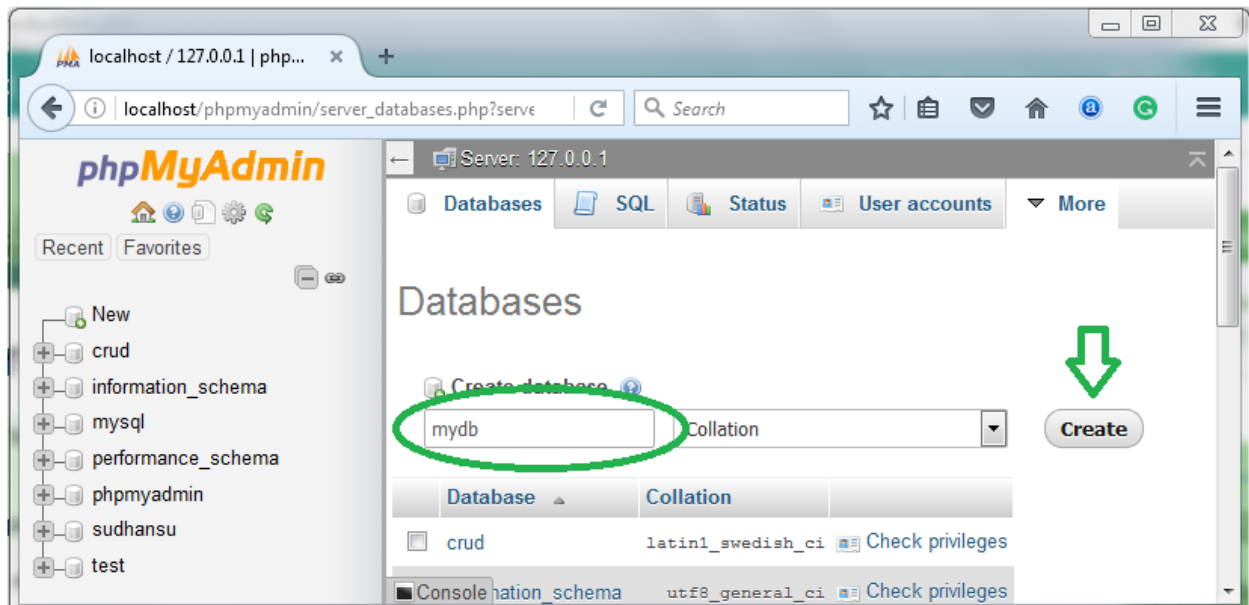 localhost / 127.0.0.1 | php...
localhost/phpmyadmin/server_databases.php?serve
Search
phpMyAdmin
Recent Favorites
New
crud
information_schema
mysql
performance_schema
phpmyadmin
sudhansu
test
Server: 127.0.0.1
Databases SQL Status User accounts More
Databases
Create database
mydb Collation Create
Database Collation
crud latin1_swedish_ci Check privileges
Console nation_schema utf8_general_ci Check privileges